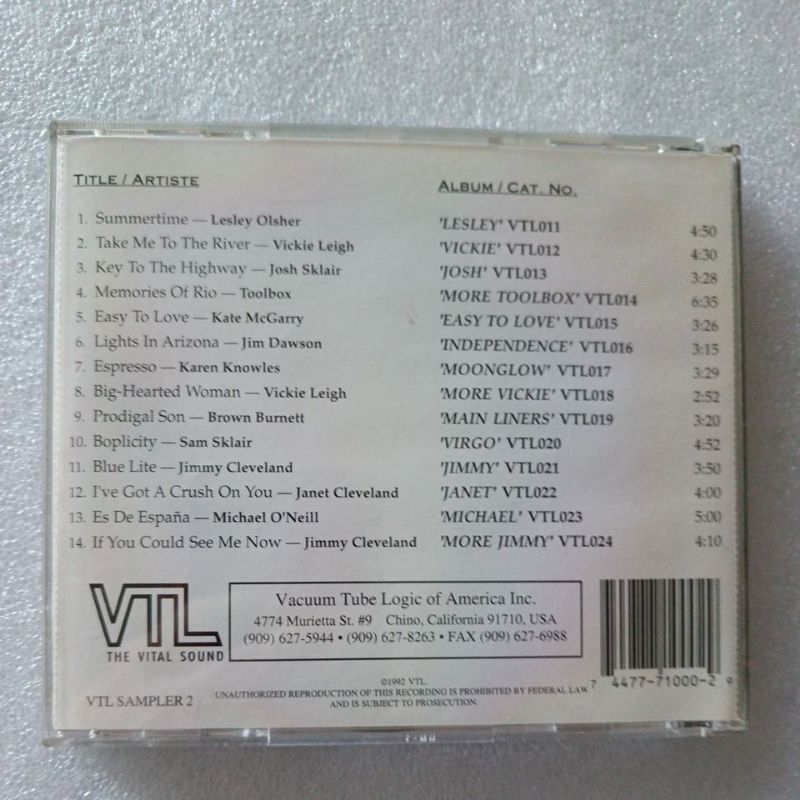 TITLE / ARTISTE ALBUM / CAT. NO.
1. Summertime — Lesley Olsher 'LESLEY' VTL011 4:50
2. Take Me To The River — Vickie Leigh 'VICKIE' VTL012 4:30
3. Key To The Highway — Josh Sklair 'JOSH' VTL013 3:28
4. Memories Of Rio — Toolbox 'MORE TOOLBOX' VTL014 6:35
5. Easy To Love — Kate McGarry 'EASY TO LOVE' VTL015 3:26
6. Lights In Arizona — Jim Dawson 'INDEPENDENCE' VTL016 3:15
7. Espresso — Karen Knowles 'MOONGLOW' VTL017 3:29
8. Big-Hearted Woman — Vickie Leigh 'MORE VICKIE' VTL018 2:52
9. Prodigal Son — Brown Burnett 'MAIN LINERS' VTL019 3:20
10. Boplicity — Sam Sklair 'VIRGO' VTL020 4:52
11. Blue Lite — Jimmy Cleveland 'JIMMY' VTL021 3:50
12. I've Got A Crush On You — Janet Cleveland 'JANET' VTL022 4:00
13. Es De España — Michael O'Neill 'MICHAEL' VTL023 5:00
14. If You Could See Me Now — Jimmy Cleveland 'MORE JIMMY' VTL024 4:10
VTL
THE VITAL SOUND
Vacuum Tube Logic of America Inc.
4774 Murietta St. #9 Chino, California 91710, USA
(909) 627-5944 • (909) 627-8263 • FAX (909) 627-6988
7 4477-71000-2 9
VTL SAMPLER 2
©1992 VTL.
UNAUTHORIZED REPRODUCTION OF THIS RECORDING IS PROHIBITED BY FEDERAL LAW
AND IS SUBJECT TO PROSECUTION.